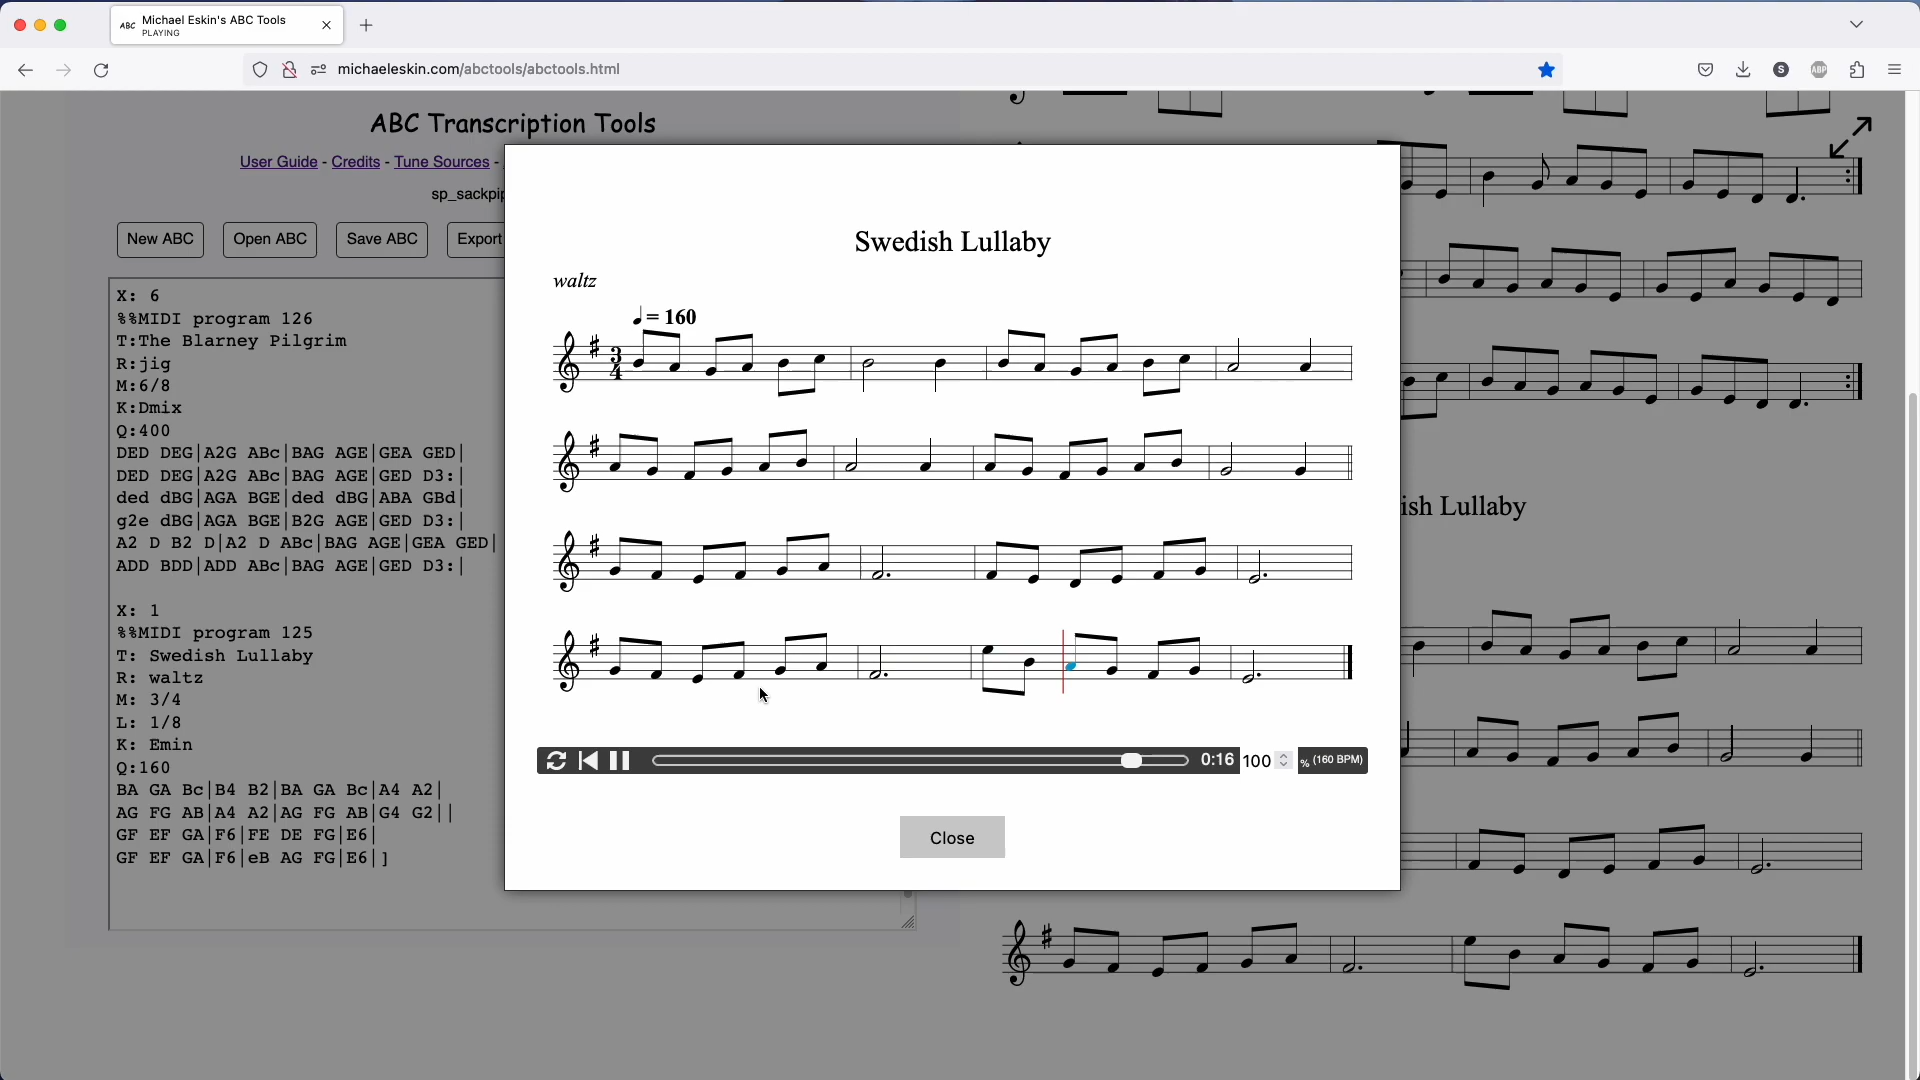 ABC Michael Eskin's ABC Tools
PLAYING
michaeleskin.com/abctools/abctools.html
S
ABP
ABC Transcription Tools
User Guide - Credits - Tune Sources -
New ABC
Open ABC
Save ABC
Export
X: 6
%%MIDI program 126
T:The Blarney Pilgrim
R:jig
M:6/8
K:Dmix
Q:400
DED DEG|A2G ABc|BAG AGE|GEA GED|
DED DEG|A2G ABc|BAG AGE|GED D3:|
ded dBG|AGA BGE|ded dBG|ABA GBd|
g2e dBG|AGA BGE|B2G AGE|GED D3:|
A2 D B2 D|A2 D ABc|BAG AGE|GEA GED|
ADD BDD|ADD ABc|BAG AGE|GED D3:|
X: 1
%%MIDI program 125
T: Swedish Lullaby
R: waltz
M: 3/4
L: 1/8
K: Emin
Q:160
BA GA Bc|B4 B2|BA GA Bc|A4 A2|
AG FG AB|A4 A2|AG FG AB|G4 G2||
GF EF GA|F6|FE DE FG|E6|
GF EF GA|F6|eB AG FG|E6|]
Swedish Lullaby
waltz
= 160
3
4
0:16 100 % (160 BPM)
Close
Lullaby